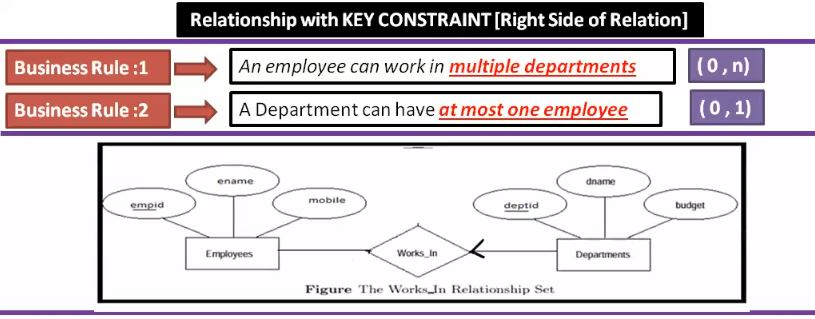 Relationship with KEY CONSTRAINT [Right Side of Relation]
Business Rule :1
An employee can work in multiple departments
( 0 , n)
Business Rule :2
A Department can have at most one employee
( 0 , 1)
ename
dname
empid
mobile
deptid
budget
Employees
Works_In
Departments
Figure The Works_In Relationship Set